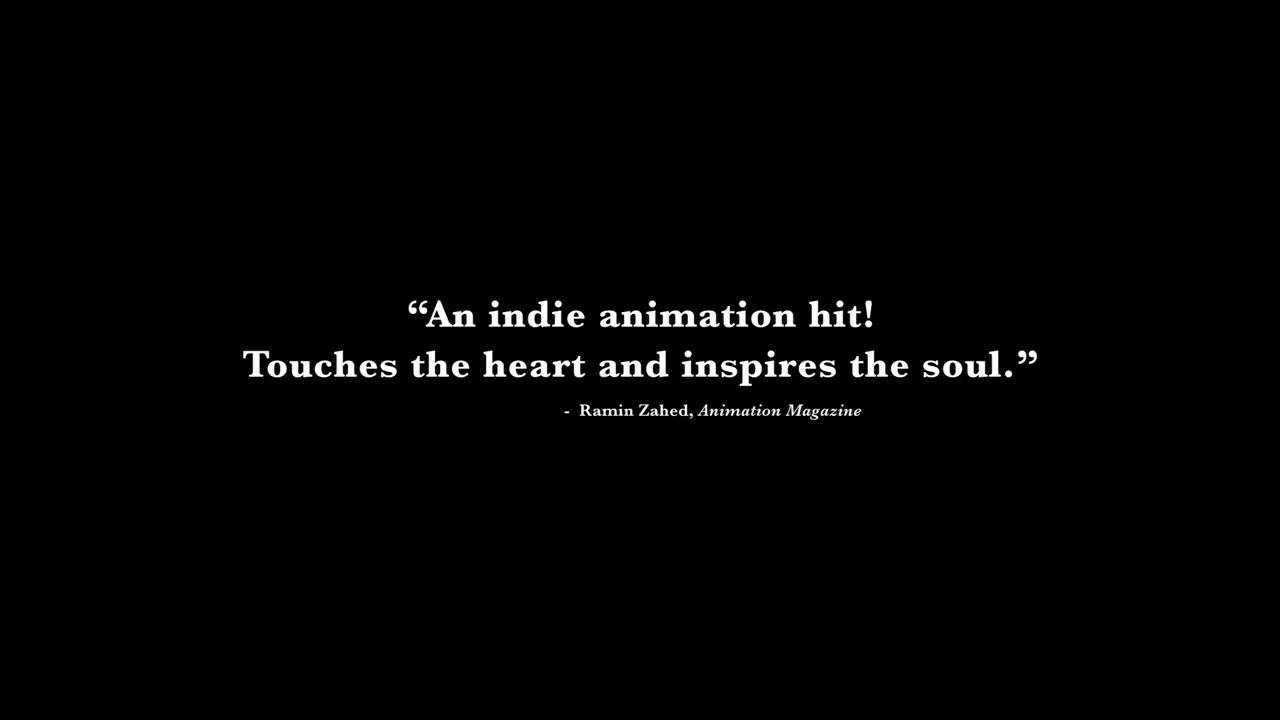 “An indie animation hit!
Touches the heart and inspires the soul.”
- Ramin Zahed, Animation Magazine